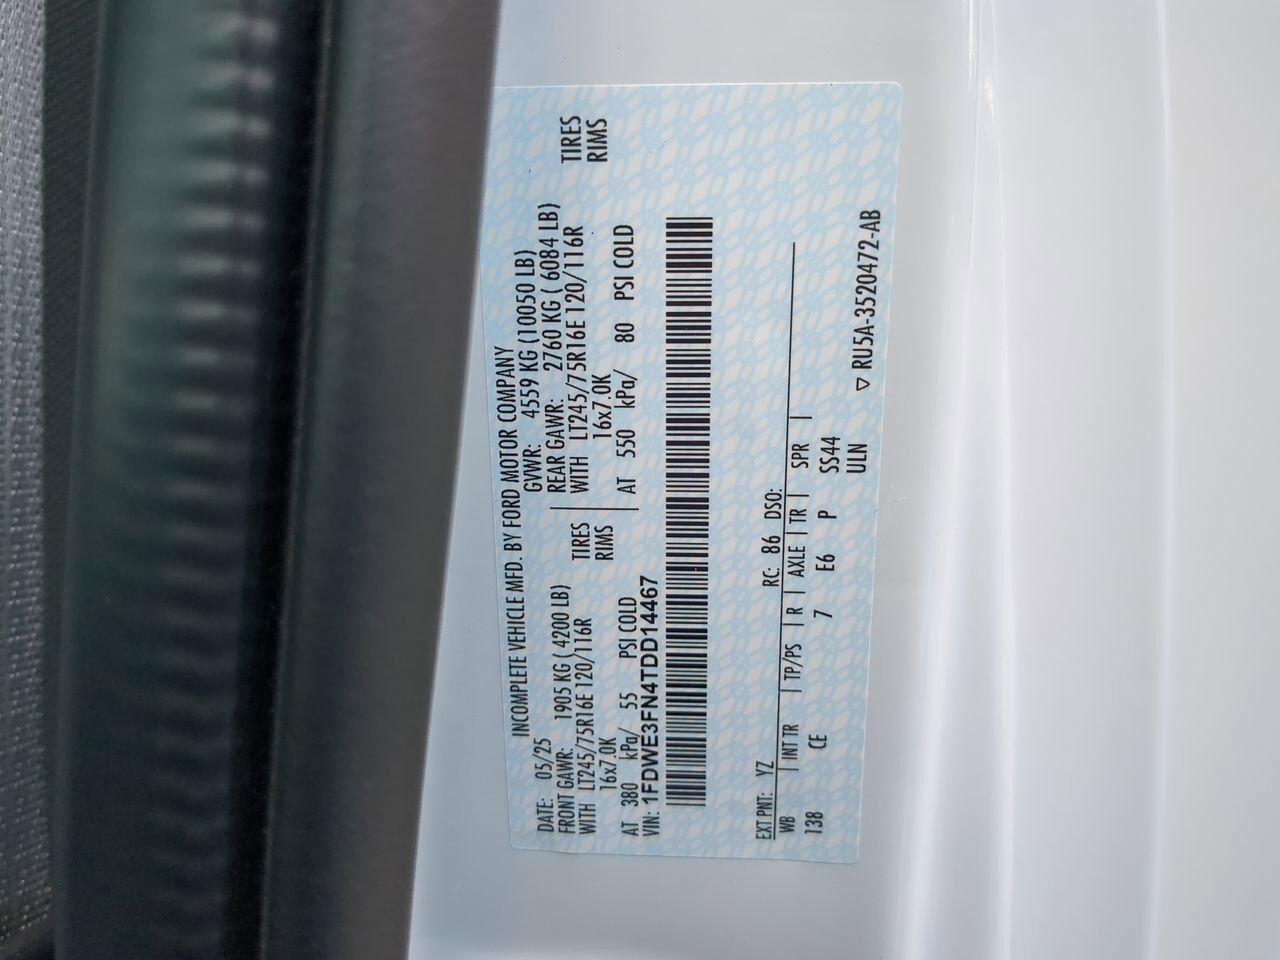 INCOMPLETE VEHICLE MFD. BY FORD MOTOR COMPANY
DATE: 05/25 GVWR: 4559 KG (10050 LB)
FRONT GAWR: 1905 KG ( 4200 LB) REAR GAWR: 2760 KG ( 6084 LB)
WITH LT245/75R16E 120/116R TIRES WITH LT245/75R16E 120/116R TIRES
16x7.0K RIMS 16x7.0K RIMS
AT 380 kPa/ 55 PSI COLD AT 550 kPa/ 80 PSI COLD
VIN: 1FDWE3FN4TDD14467
EXT PNT: YZ RC: 86 DSO:
WB | INT TR | TP/PS | R | AXLE | TR | SPR |
138 CE 7 E6 P SS44
ULN
▽ RU5A-3520472-AB